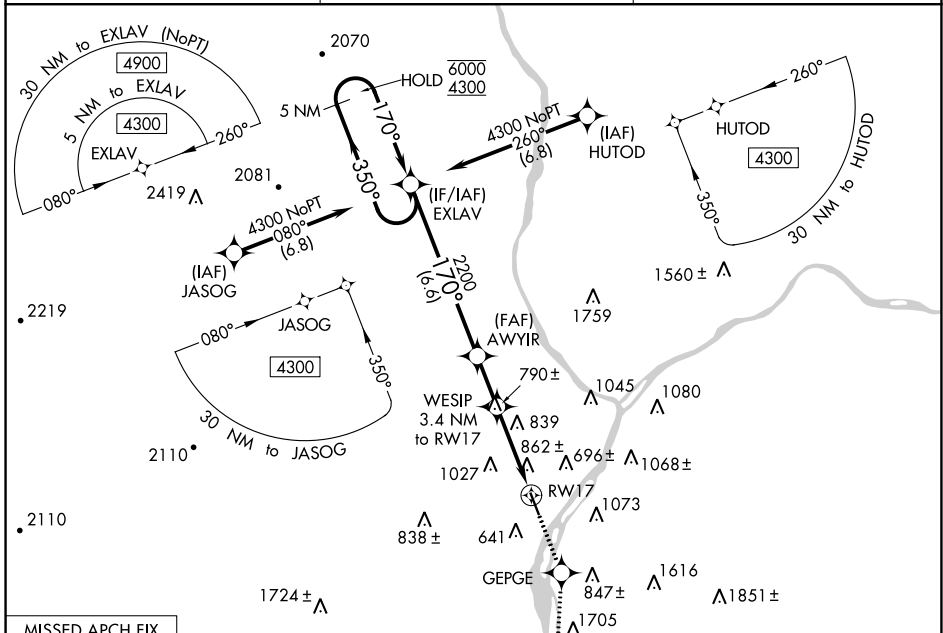 2070
30 NM to EXLAV (NoPT)
4900
5 NM to EXLAV
4300
EXLAV
260°
080°
2419
2081
HOLD
6000
4300
5 NM
170°
350°
4300 NoPT
260°
(6.8)
(IAF)
HUTOD
260°
HUTOD
4300
350°
30 NM to HUTOD
(IF/IAF)
EXLAV
4300 NoPT
080°
(6.8)
(IAF)
JASOG
2200
170°
(6.6)
1560 ±
1759
2219
080°
JASOG
4300
350°
30 NM to JASOG
(FAF)
AWYIR
790 ±
WESIP
3.4 NM
to RW17
839
1045
1080
862 ±
696 ±
1068 ±
1027
2110
RW17
1073
2110
838 ±
641
GEPGE
847 ±
1616
1851 ±
1724 ±
1705
MISSED APCH FIX